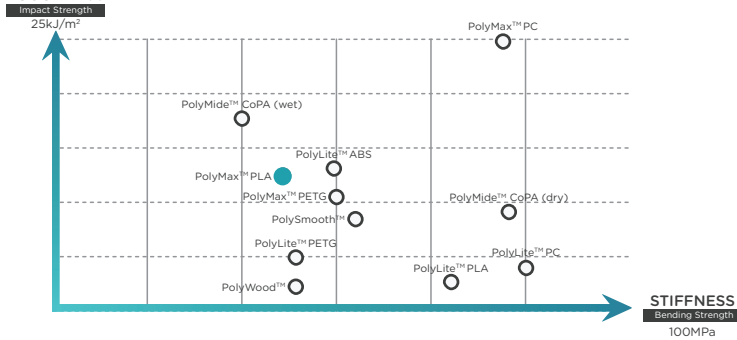 Impact Strength
25kJ/m²
PolyMax™ PC
PolyMide™ CoPA (wet)
PolyLite™ ABS
PolyMax™ PLA
PolyMax™ PETG
PolyMide™ CoPA (dry)
PolySmooth™
PolyLite™ PETG
PolyLite™ PC
PolyLite™ PLA
PolyWood™
STIFFNESS
Bending Strength
100MPa